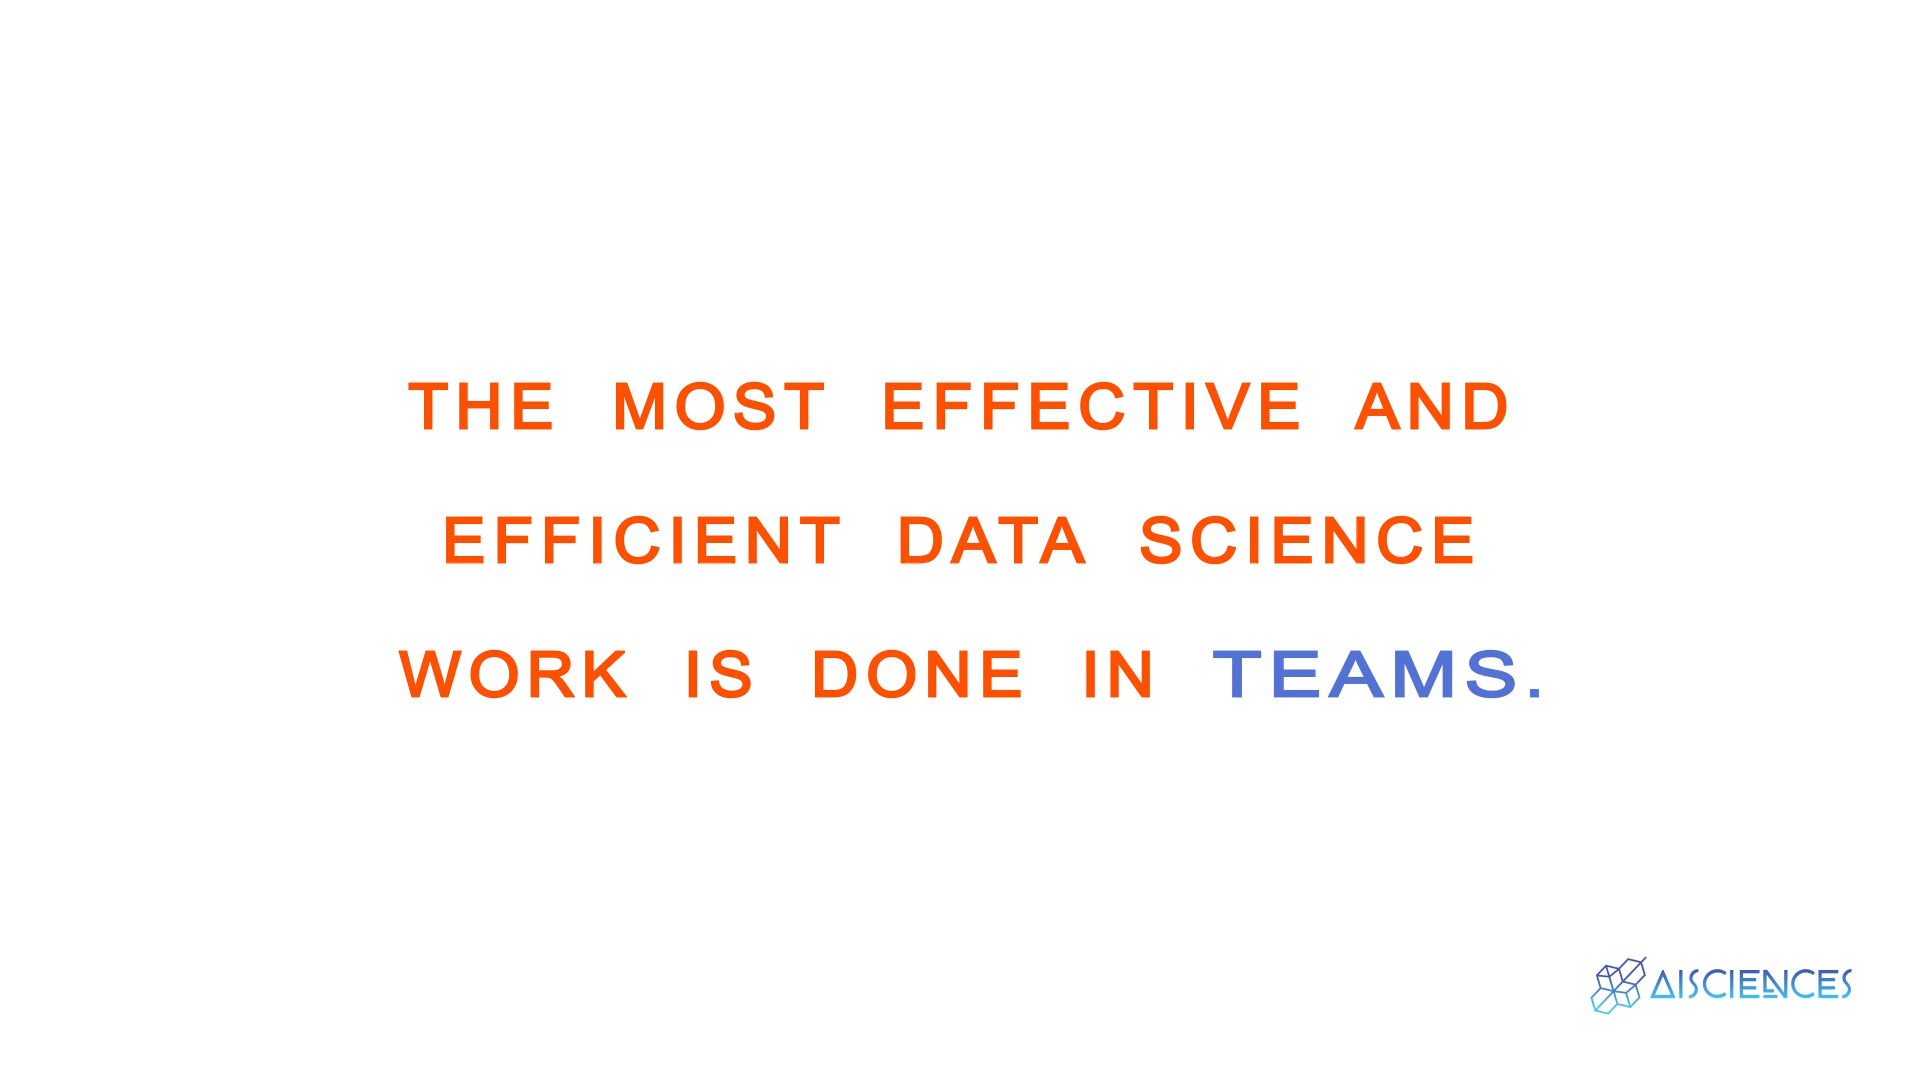 THE MOST EFFECTIVE AND
EFFICIENT DATA SCIENCE
WORK IS DONE IN TEAMS.
AISCIENCES